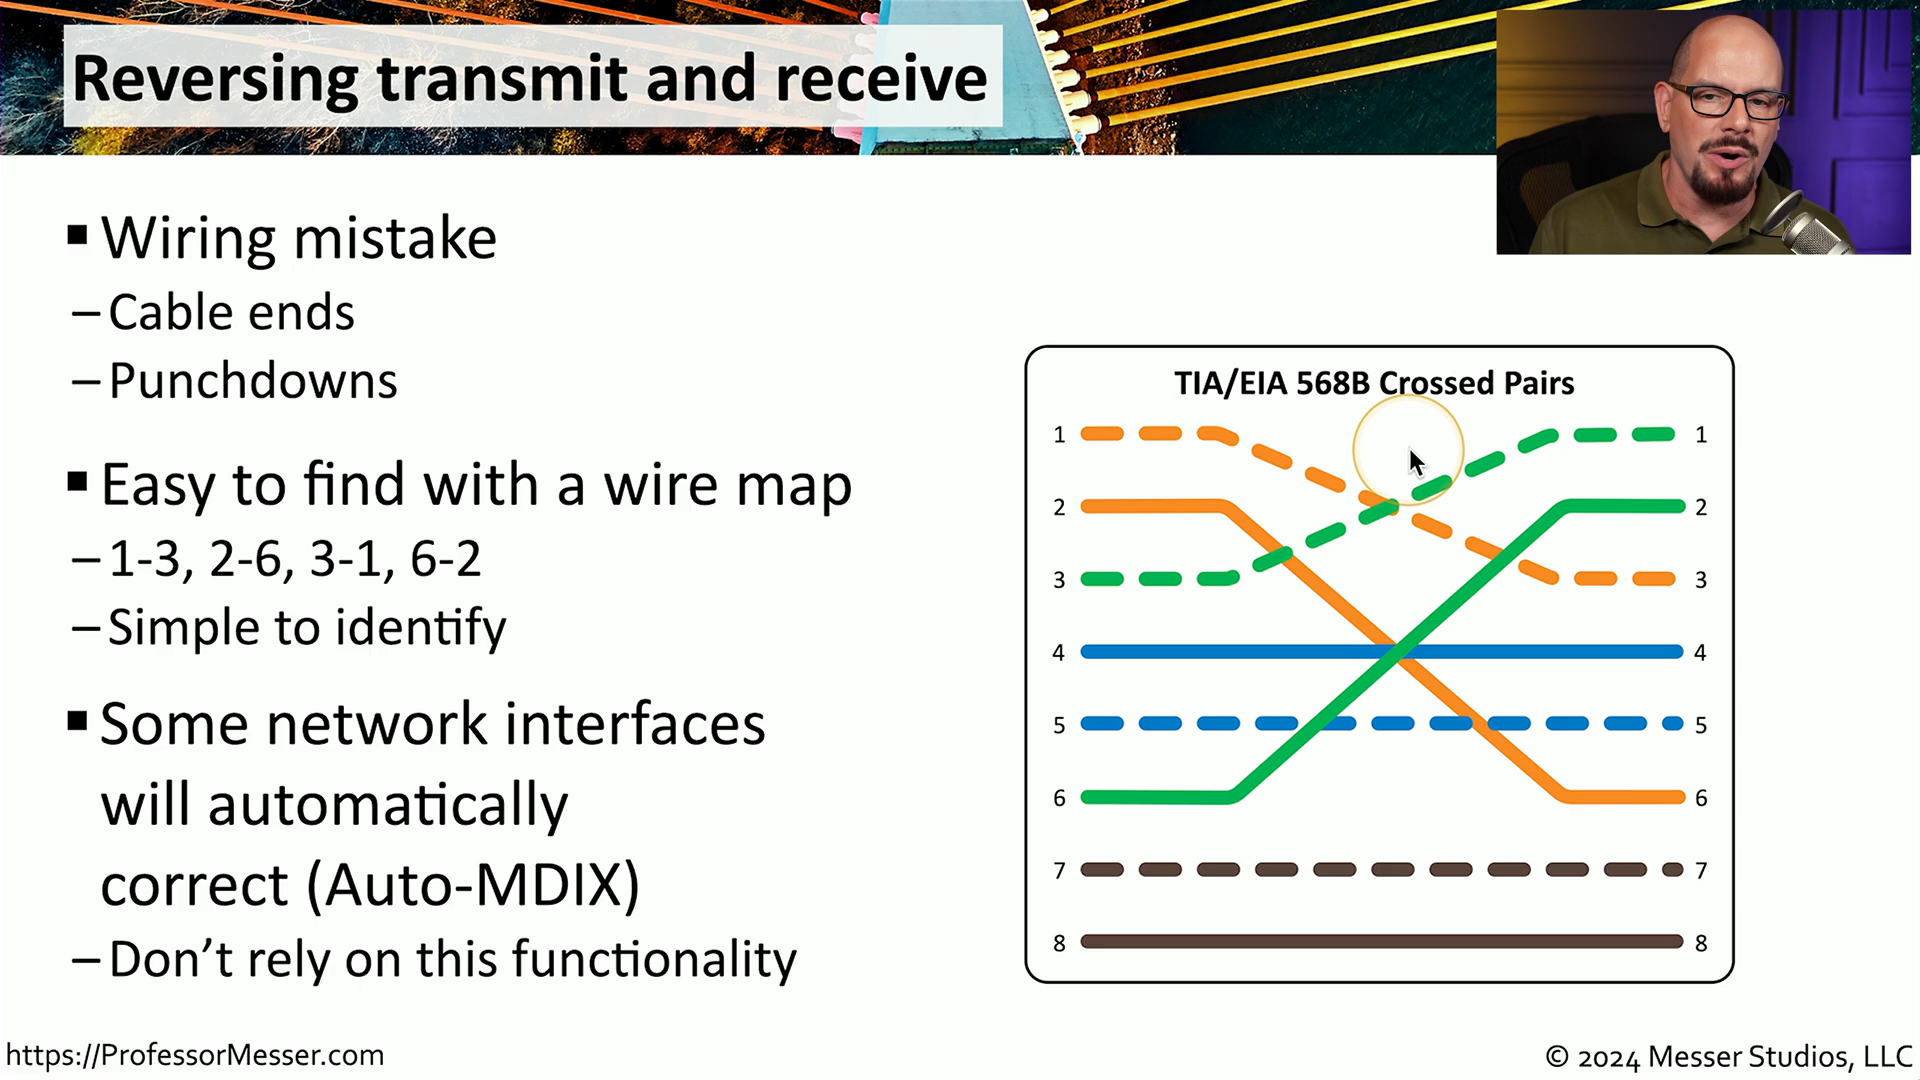 Reversing transmit and receive
▪ Wiring mistake
– Cable ends
– Punchdowns
▪ Easy to find with a wire map
– 1-3, 2-6, 3-1, 6-2
– Simple to identify
▪ Some network interfaces
will automatically
correct (Auto-MDIX)
– Don’t rely on this functionality
TIA/EIA 568B Crossed Pairs
1 1
2 2
3 3
4 4
5 5
6 6
7 7
8 8
https://ProfessorMesser.com
© 2024 Messer Studios, LLC